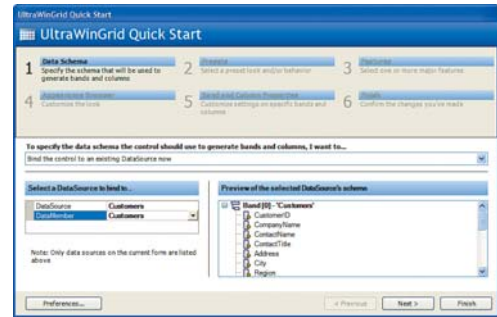 UltraWinGrid Quick Start
UltraWinGrid Quick Start
1 Data Schema
Specify the schema that will be used to
generate bands and columns
2 Presets
Select a preset look and/or behavior
3 Features
Select one or more major features
4 Appearance
Customize the look
5 Band and Column Properties
Customize settings on specific bands and
columns
6 Finish
Confirm the changes you've made
To specify the data schema the control should use to generate bands and columns, I want to...
Bind the control to an existing DataSource now
Select a DataSource to bind to...
DataSource Customers
DataMember Customers
Note: Only data sources on the current form are listed
above
Preview of the selected DataSource's schema
Band [0] - 'Customers'
CustomerID
CompanyName
ContactName
ContactTitle
Address
City
Region
Preferences...
< Previous
Next >
Finish